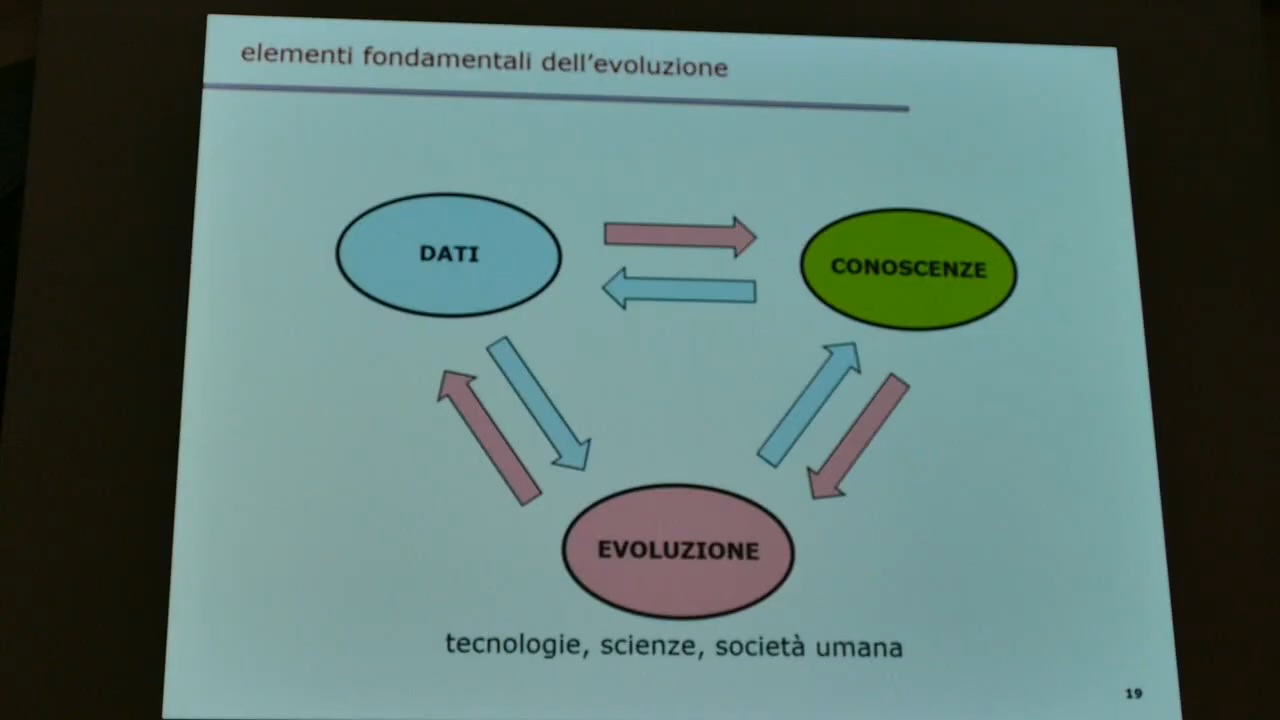 elementi fondamentali dell'evoluzione
DATI
CONOSCENZE
EVOLUZIONE
tecnologie, scienze, società umana
19